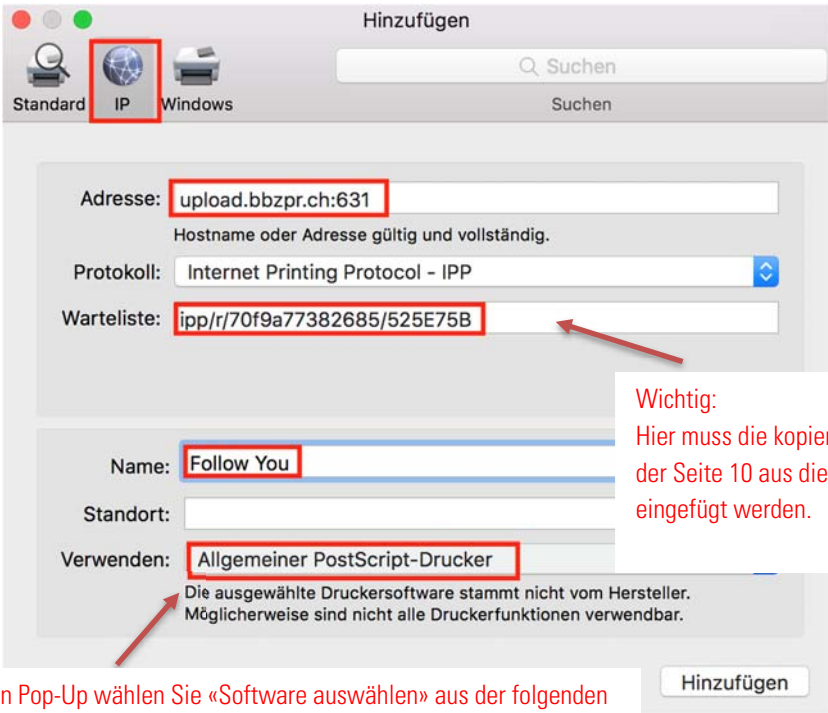 Hinzufügen
Standard
IP
Windows
Suchen
Suchen
Adresse:
upload.bbzpr.ch:631
Hostname oder Adresse gültig und vollständig.
Protokoll:
Internet Printing Protocol - IPP
Warteliste:
ipp/r/70f9a77382685/525E75B
Wichtig:
Hier muss die kopier
der Seite 10 aus die
eingefügt werden.
Name:
Follow You
Standort:
Verwenden:
Allgemeiner PostScript-Drucker
Die ausgewählte Druckersoftware stammt nicht vom Hersteller.
Möglicherweise sind nicht alle Druckerfunktionen verwendbar.
n Pop-Up wählen Sie «Software auswählen» aus der folgenden
Hinzufügen